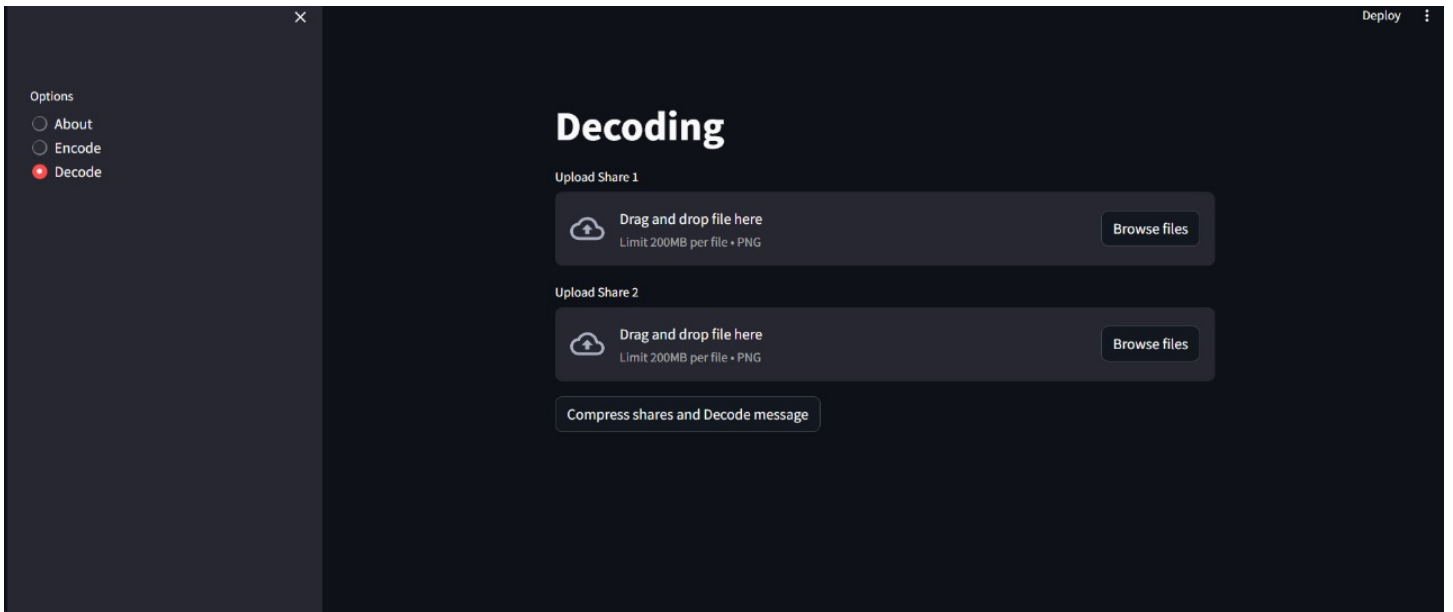 Deploy
Options
About
Encode
Decode
Decoding
Upload Share 1
Drag and drop file here
Limit 200MB per file • PNG
Browse files
Upload Share 2
Drag and drop file here
Limit 200MB per file • PNG
Browse files
Compress shares and Decode message